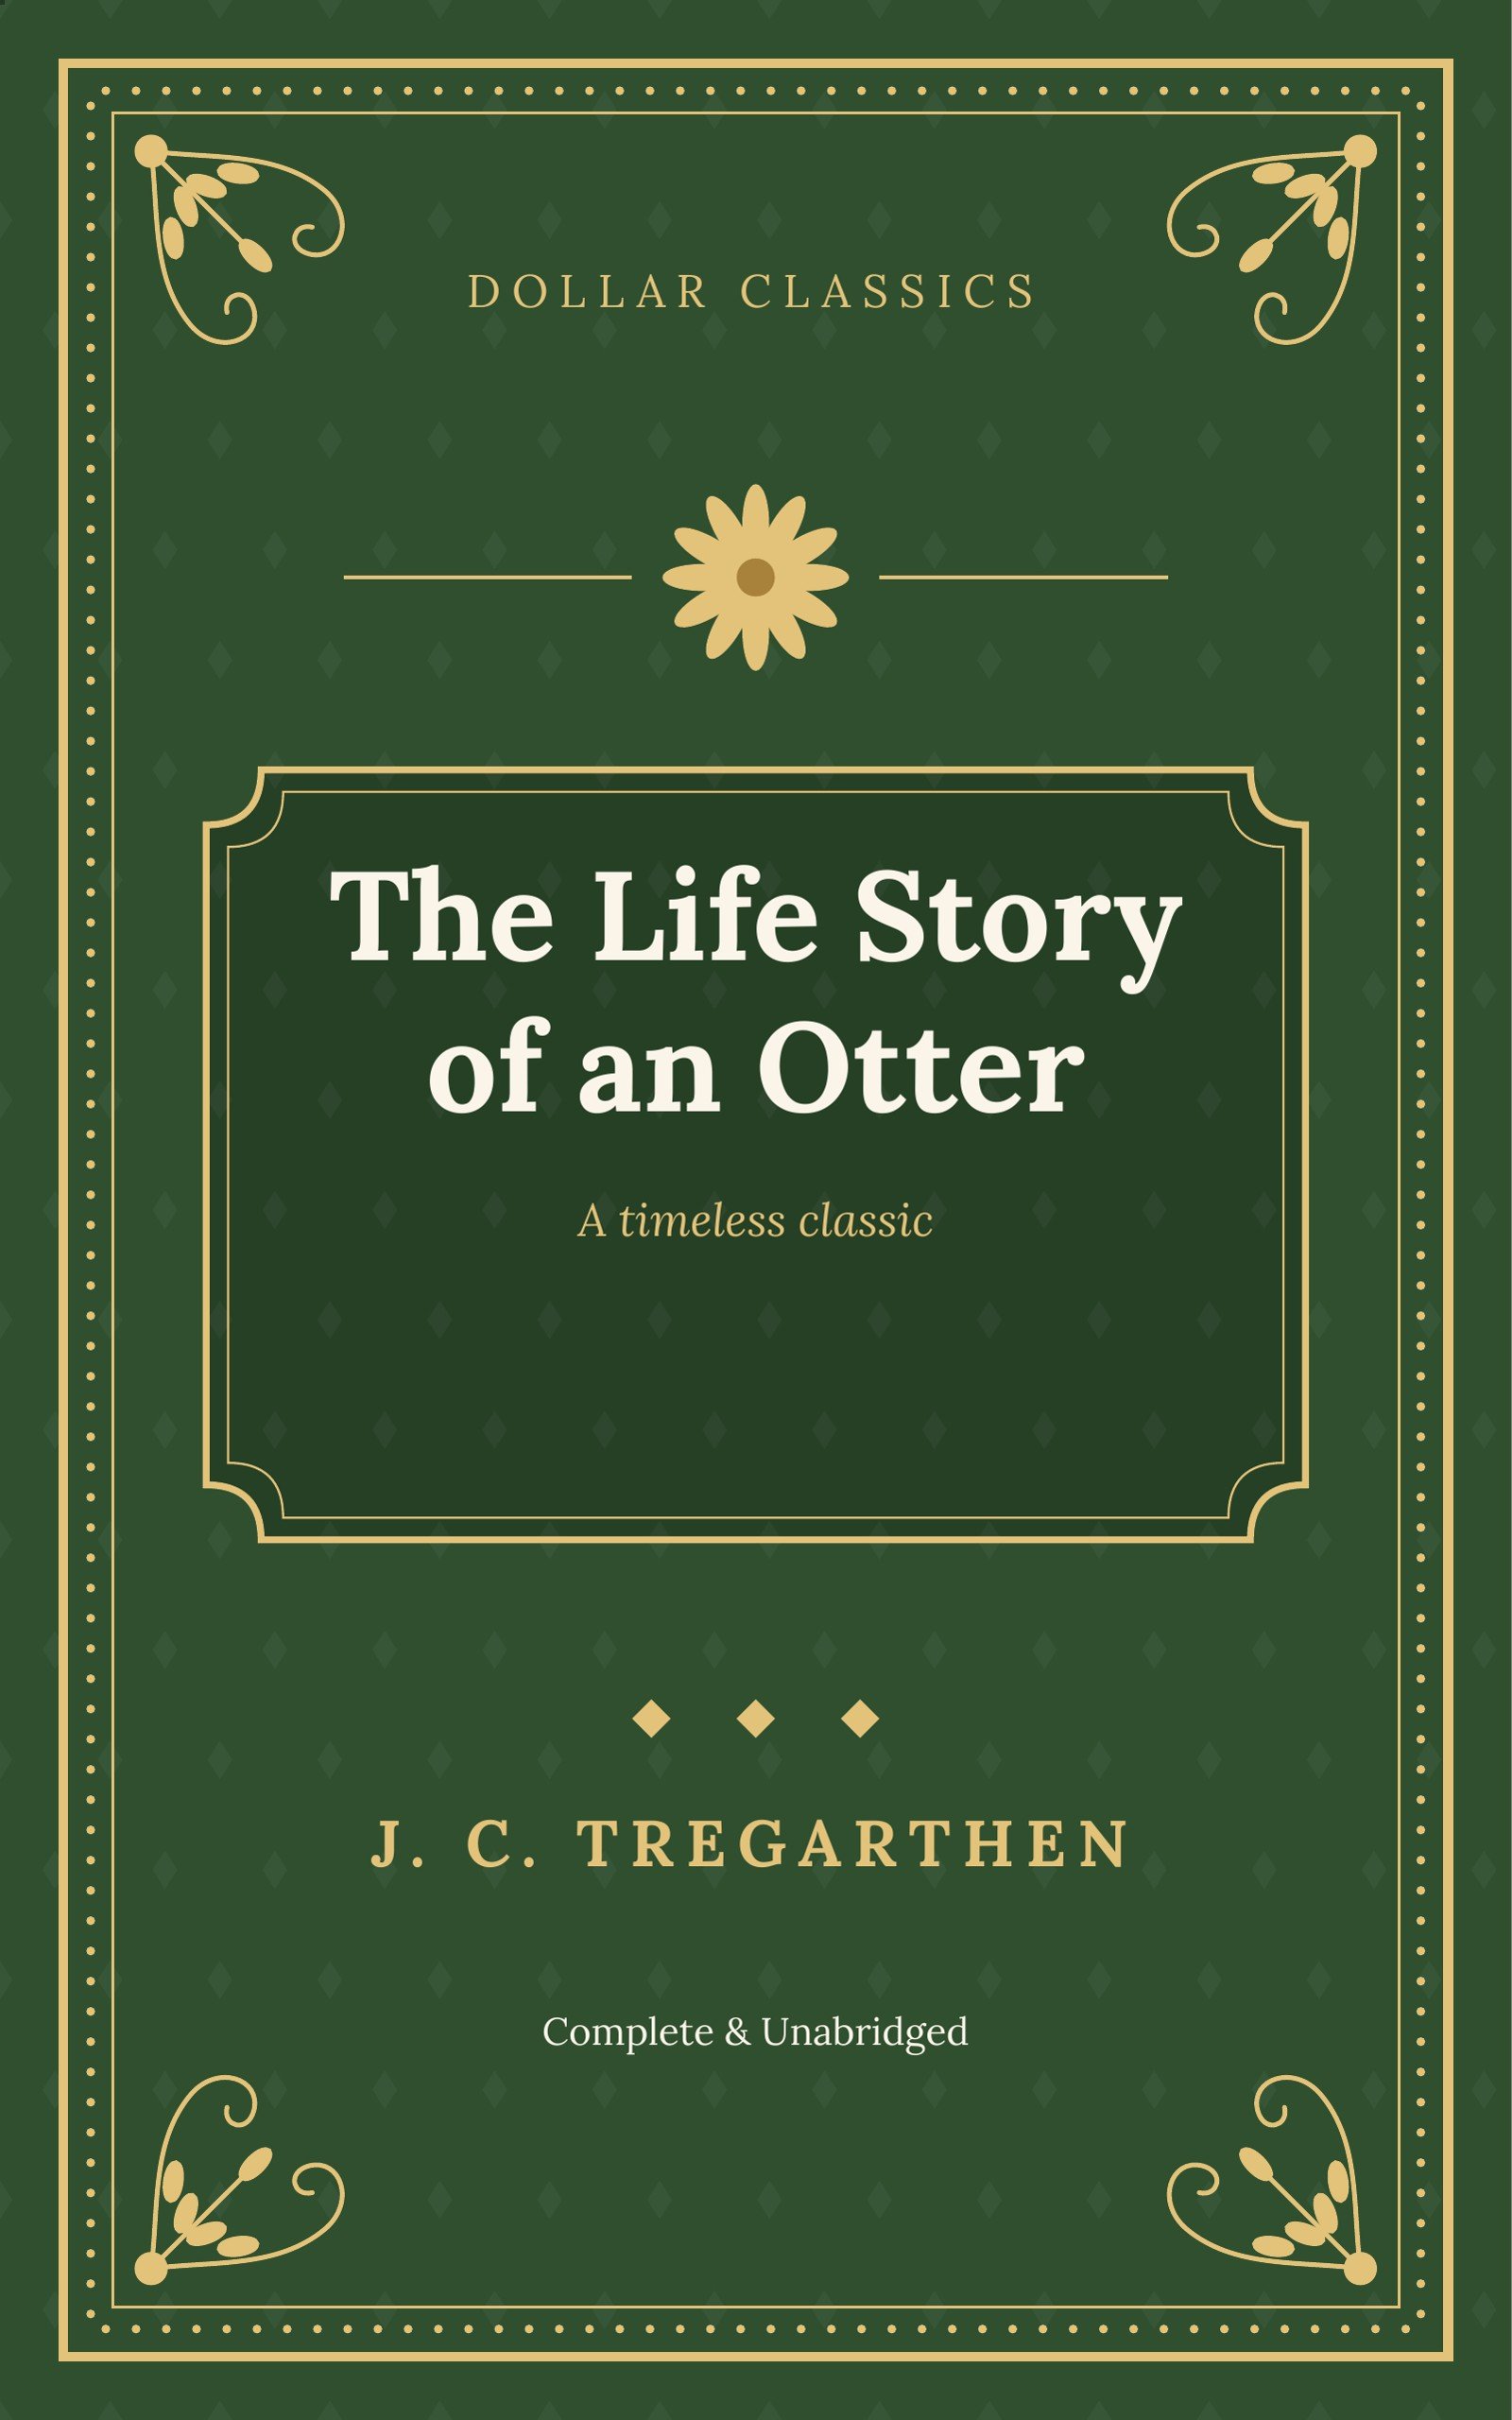 DOLLAR CLASSICS
The Life Story
of an Otter
A timeless classic
J. C. TREGARTHEN
Complete & Unabridged